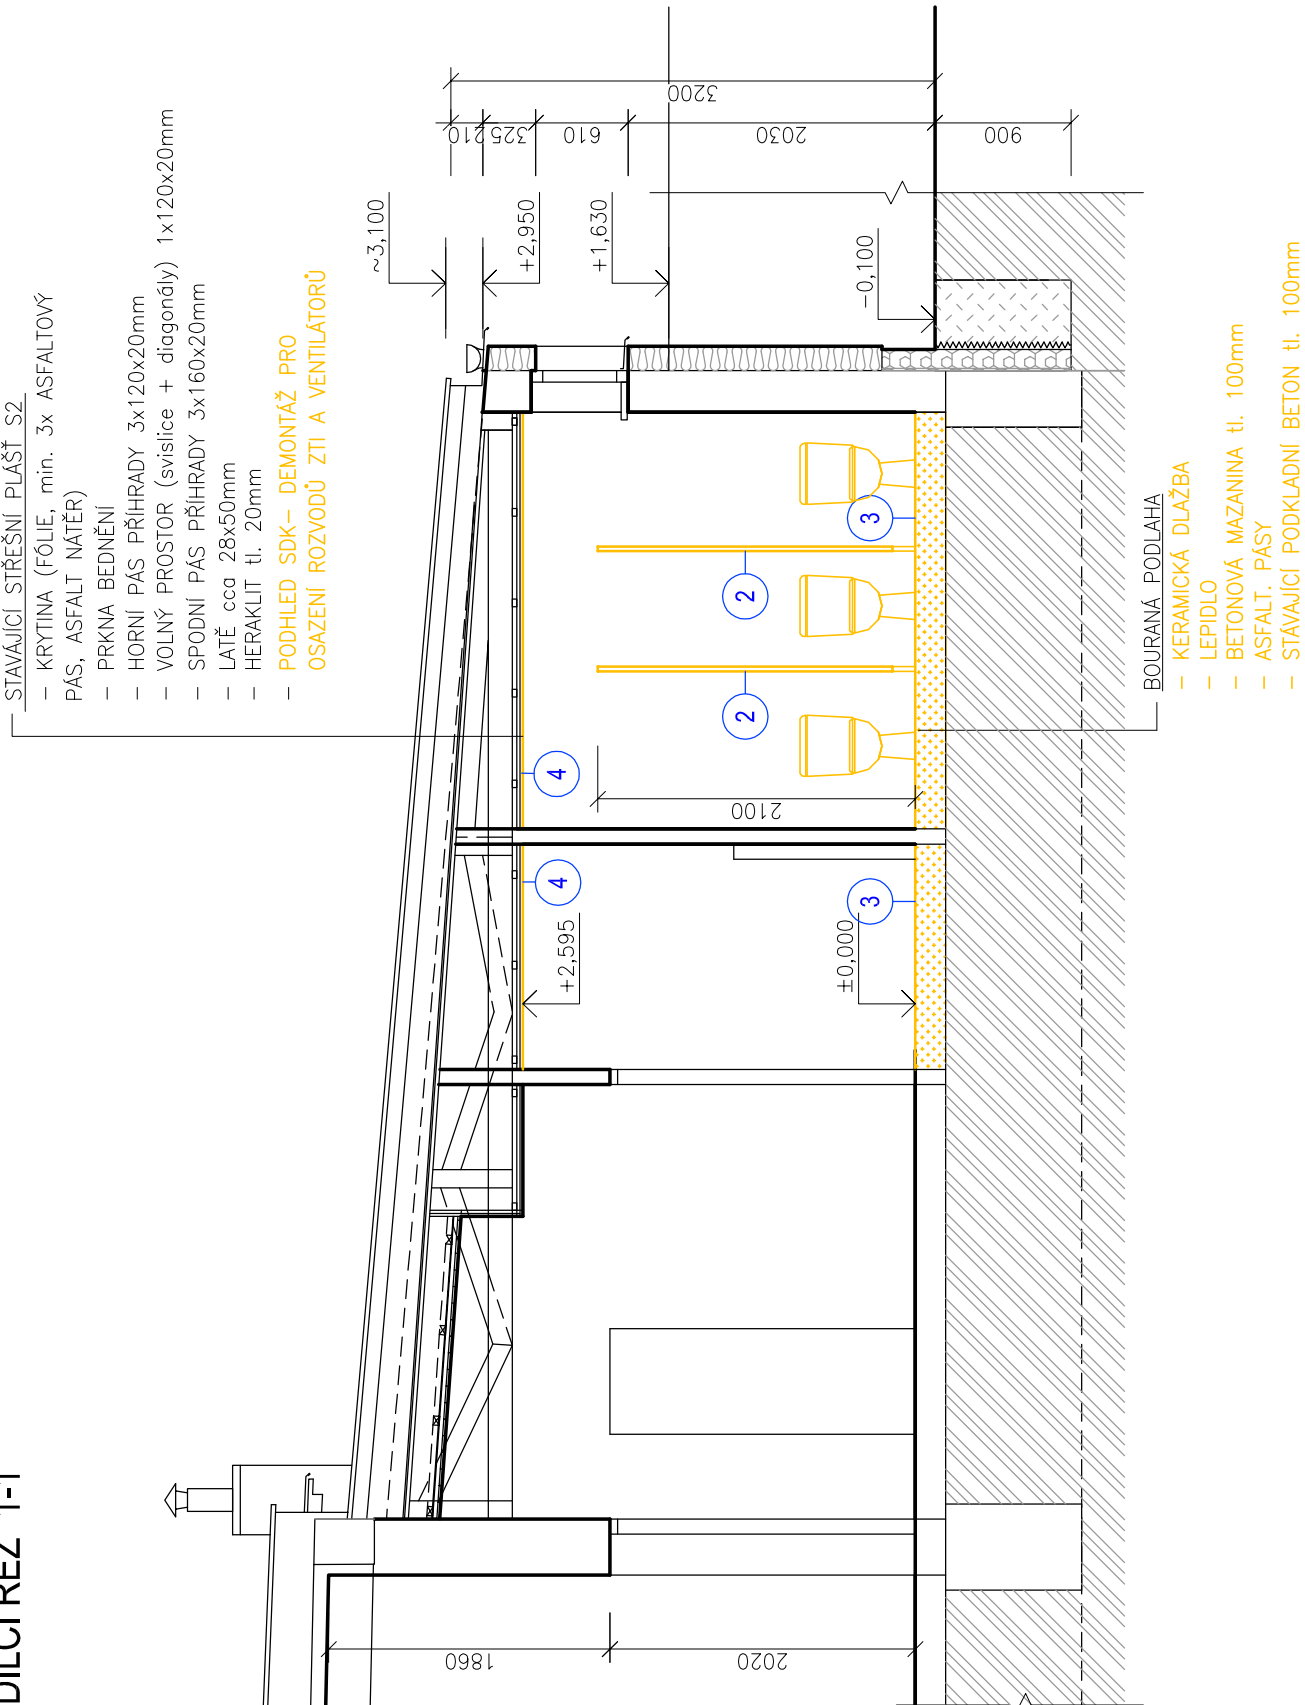 DÍLČÍ ŘEZ 1-1
STAVÁJÍCÍ STŘEŠNÍ PLÁŠŤ S2
- KRYTINA (FÓLIE, min. 3x ASFALTOVÝ
PÁS, ASFALT NÁTĚR)
- PRKNA BEDNĚNÍ
- HORNÍ PÁS PŘÍHRADY 3x120x20mm
- VOLNÝ PROSTOR (svislice + diagonály) 1x120x20mm
- SPODNÍ PÁS PŘÍHRADY 3x160x20mm
- LATĚ cca 28x50mm
- HERAKLIT tl. 20mm
- PODHLED SDK- DEMONTÁŽ PRO
OSAZENÍ ROZVODŮ ZTI A VENTILÁTORŮ
~3,100
+2,950
+1,630
-0,100
210
325
610
2030
900
3200
4
4
2
2
3
3
2100
+2,595
±0,000
1860
2020
BOURANÁ PODLAHA
- KERAMICKÁ DLAŽBA
- LEPIDLO
- BETONOVÁ MAZANINA tl. 100mm
- ASFALT. PÁSY
- STÁVAJÍCÍ PODKLADNÍ BETON tl. 100mm